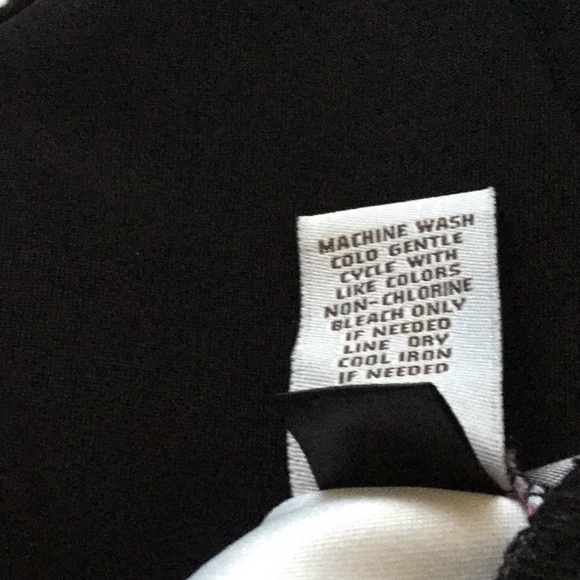 MACHINE WASH
COLD GENTLE
CYCLE WITH
LIKE COLORS
NON-CHLORINE
BLEACH ONLY
IF NEEDED
LINE DRY
COOL IRON
IF NEEDED